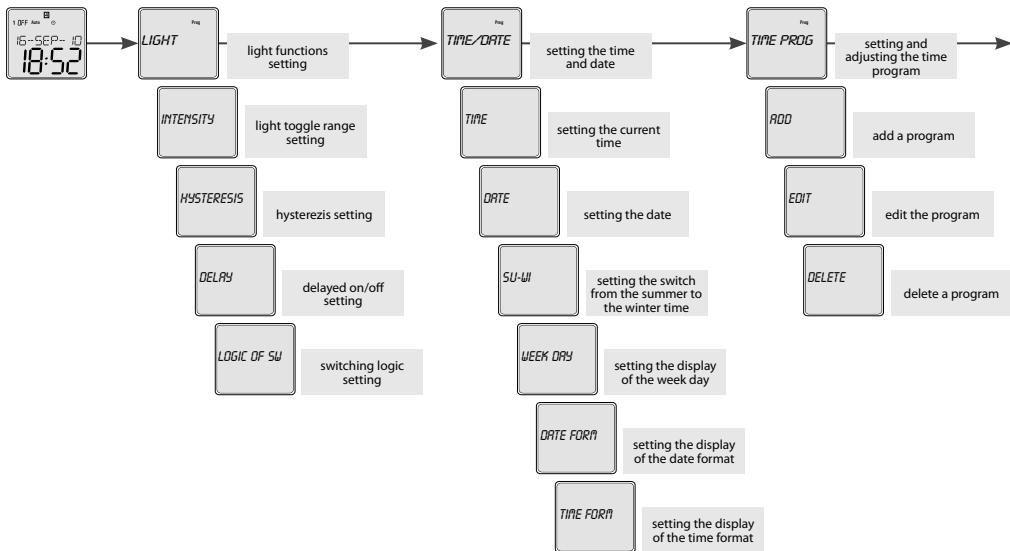 1 OFF Auto
16-SEP-10
18:52
Prog
LIGHT
light functions
setting
INTENSITY
light toggle range
setting
HYSTERESIS
hysterezis setting
DELAY
delayed on/off
setting
LOGIC OF SW
switching logic
setting
Prog
TIME/DATE
setting the time
and date
TIME
setting the current
time
DATE
setting the date
SU-WI
setting the switch
from the summer to
the winter time
WEEK DAY
setting the display
of the week day
DATE FORM
setting the display
of the date format
TIME FORM
setting the display
of the time format
Prog
TIME PROG
setting and
adjusting the time
program
ADD
add a program
EDIT
edit the program
DELETE
delete a program